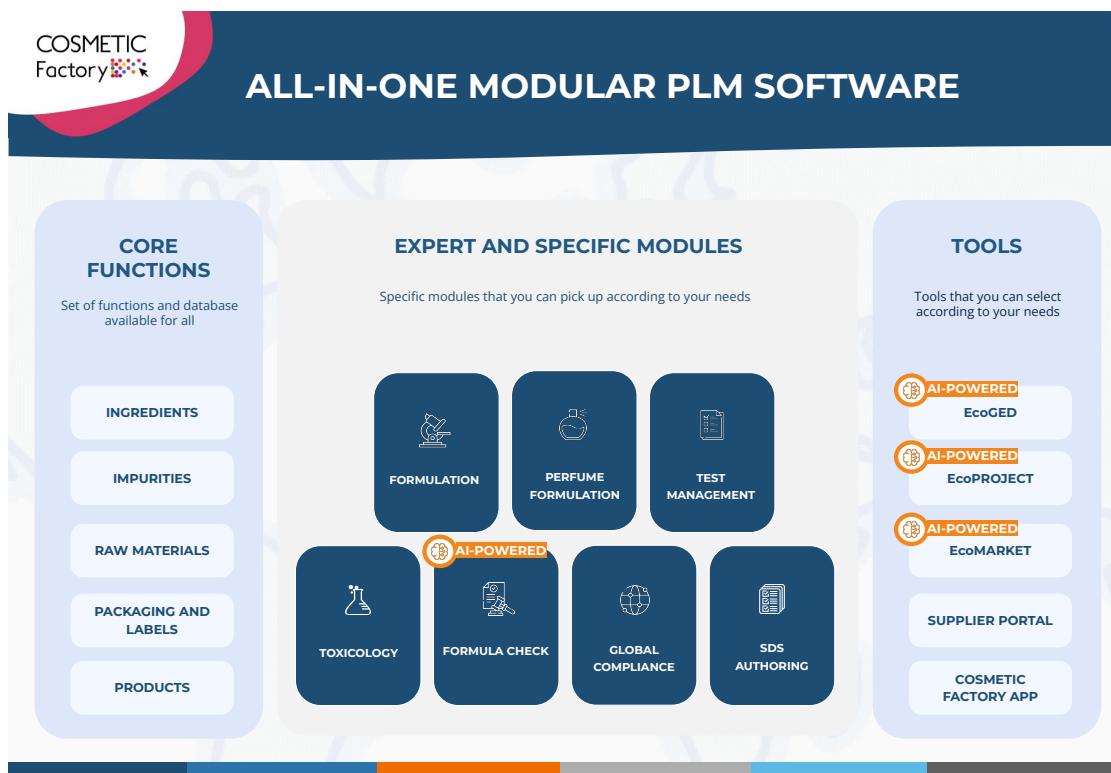 COSMETIC
Factory
ALL-IN-ONE MODULAR PLM SOFTWARE
CORE
FUNCTIONS
Set of functions and database
available for all
INGREDIENTS
IMPURITIES
RAW MATERIALS
PACKAGING AND
LABELS
PRODUCTS
EXPERT AND SPECIFIC MODULES
Specific modules that you can pick up according to your needs
FORMULATION
PERFUME
FORMULATION
TEST
MANAGEMENT
TOXICOLOGY
AI-POWERED
FORMULA CHECK
GLOBAL
COMPLIANCE
SDS
AUTHORING
TOOLS
Tools that you can select
according to your needs
AI-POWERED
EcoGED
AI-POWERED
EcoPROJECT
AI-POWERED
EcoMARKET
SUPPLIER PORTAL
COSMETIC
FACTORY APP